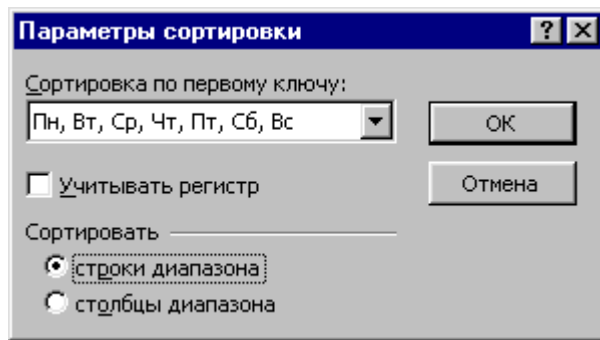 Параметры сортировки
Сортировка по первому ключу:
Пн, Вт, Ср, Чт, Пт, Сб, Вс
ОК
Учитывать регистр
Отмена
Сортировать
строки диапазона
столбцы диапазона